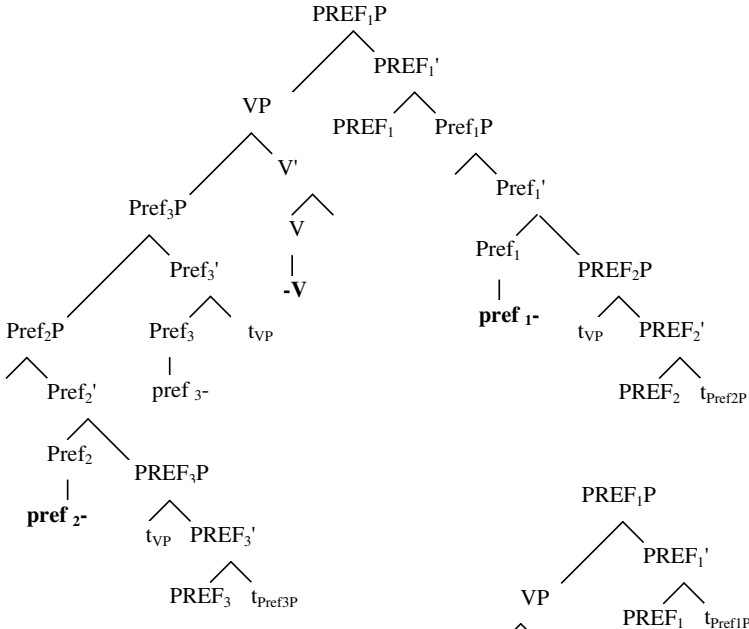 PREF₁P
PREF₁'
VP
PREF₁ Pref₁P
V'
Pref₃P Pref₁'
V
Pref₁
Pref₃' PREF₂P
-V
pref ₁-
Pref₂P Pref₃ t_VP t_VP PREF₂'
Pref₂' pref ₃- PREF₂ t_Pref2P
Pref₂
PREF₃P
PREF₁P
pref ₂-
t_VP PREF₃'
PREF₁'
PREF₃ t_Pref3P VP
PREF₁ t_Pref1P